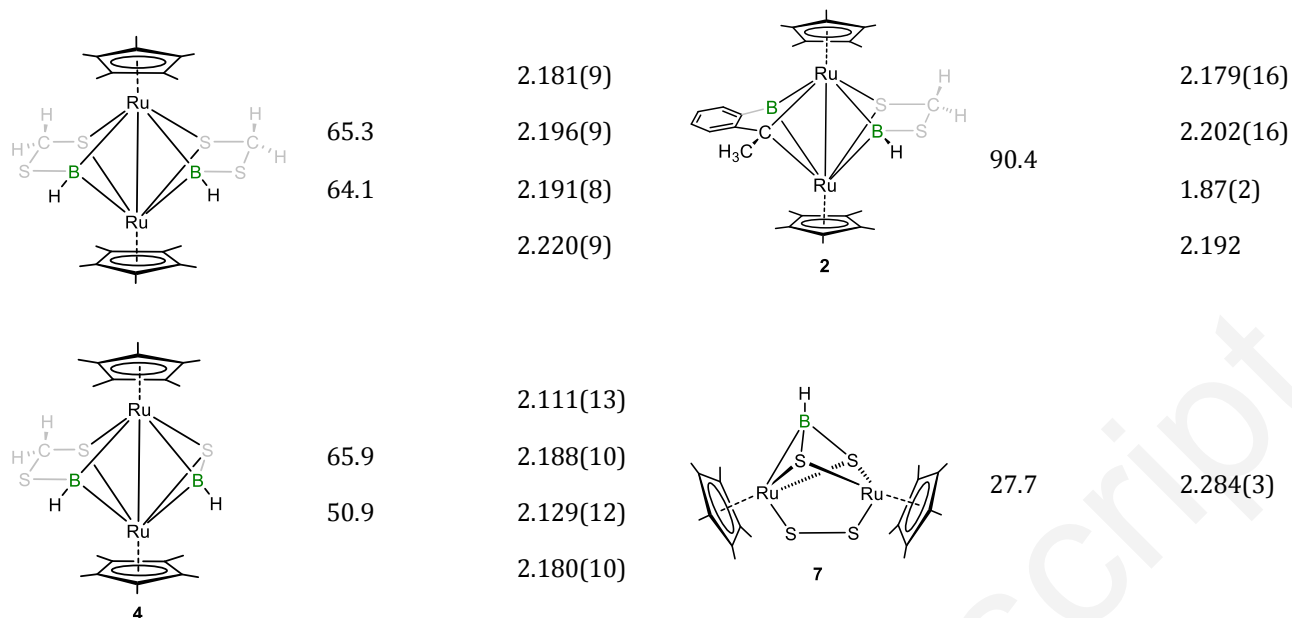 Ru
H H
C S S C
H H
S B B S
H H
Ru
65.3
64.1
2.181(9)
2.196(9)
2.191(8)
2.220(9)
Ru
H
B S C H
C B S
H3C H
Ru
2
90.4
2.179(16)
2.202(16)
1.87(2)
2.192
Ru
H
C S S
H
S B B
H H
Ru
4
65.9
50.9
2.111(13)
2.188(10)
2.129(12)
2.180(10)
H
B
S S
Ru Ru
S S
7
27.7
2.284(3)
script